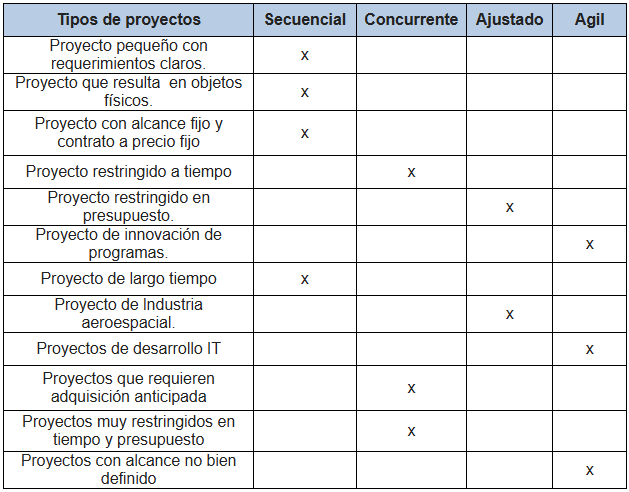 Tipos de proyectos Secuencial Concurrente Ajustado Agil
Proyecto pequeño con
requerimientos claros. x
Proyecto que resulta en objetos
físicos. x
Proyecto con alcance fijo y
contrato a precio fijo x
Proyecto restringido a tiempo x
Proyecto restringido en
presupuesto. x
Proyecto de innovación de
programas. x
Proyecto de largo tiempo x
Proyecto de Industria
aeroespacial. x
Proyectos de desarrollo IT x
Proyectos que requieren
adquisición anticipada x
Proyectos muy restringidos en
tiempo y presupuesto x
Proyectos con alcance no bien
definido x